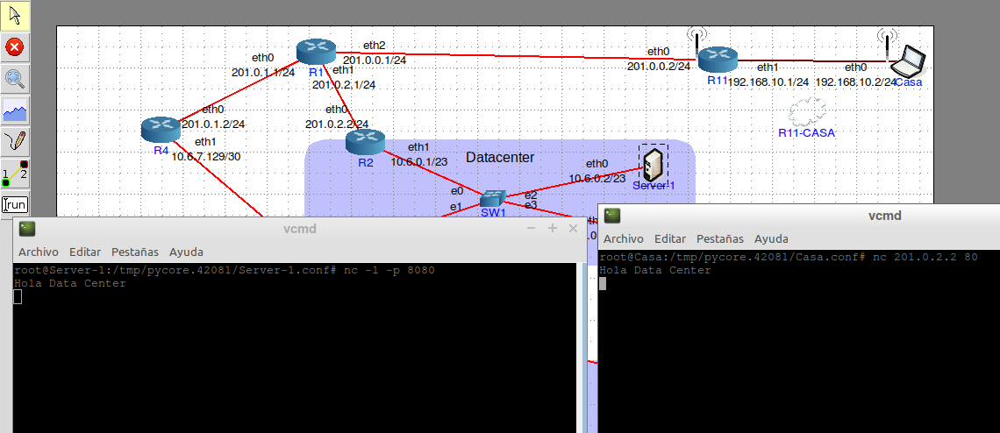 eth2
eth0
201.0.0.1/24
eth0
201.0.1.1/24
R1
eth1
201.0.2.1/24
201.0.0.2/24
R11
eth1
192.168.10.1/24
eth0
192.168.10.2/24
Casa
R11-CASA
eth0
201.0.1.2/24
eth0
201.0.2.2/24
R4
eth1
10.6.7.129/30
R2
eth1
10.6.0.1/23
Datacenter
eth0
10.6.0.2/23
Server-1
e0
e2
e1
e3
SW1
1 2
run
vcmd
Archivo Editar Pestañas Ayuda
root@Server-1:/tmp/pycore.42081/Server-1.conf# nc -l -p 8080
Hola Data Center
vcmd
Archivo Editar Pestañas Ayuda
root@Casa:/tmp/pycore.42081/Casa.conf# nc 201.0.2.2 80
Hola Data Center